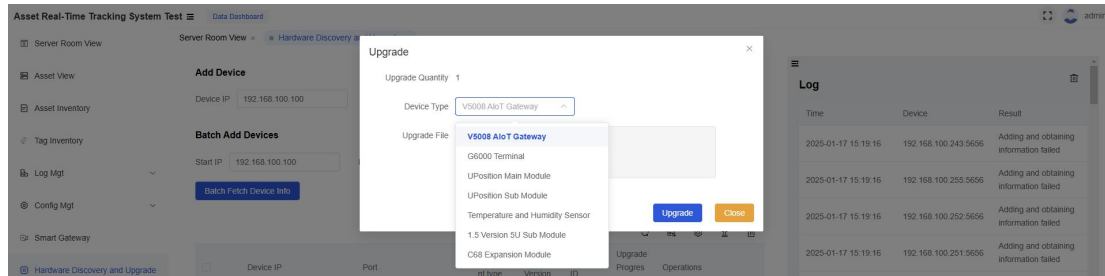 Asset Real-Time Tracking System Test
Data Dashboard
admin
Server Room View
Asset View
Asset Inventory
Tag Inventory
Log Mgt
Config Mgt
Smart Gateway
Hardware Discovery and Upgrade
Server Room View
Hardware Discovery
Add Device
Device IP 192.168.100.100
Batch Add Devices
Start IP 192.168.100.100
Batch Fetch Device Info
Device IP Port Version ID Upgrade Progres Operations
Upgrade
Upgrade Quantity 1
Device Type V5008 AIoT Gateway
Upgrade File
V5008 AIoT Gateway
G6000 Terminal
UPosition Main Module
UPosition Sub Module
Temperature and Humidity Sensor
1.5 Version 5U Sub Module
C68 Expansion Module
Upgrade Close
Log
Time Device Result
2025-01-17 15:19:16 192.168.100.243:5656 Adding and obtaining
information failed
2025-01-17 15:19:16 192.168.100.255:5656 Adding and obtaining
information failed
2025-01-17 15:19:16 192.168.100.252:5656 Adding and obtaining
information failed
2025-01-17 15:19:16 192.168.100.251:5656 Adding and obtaining
information failed